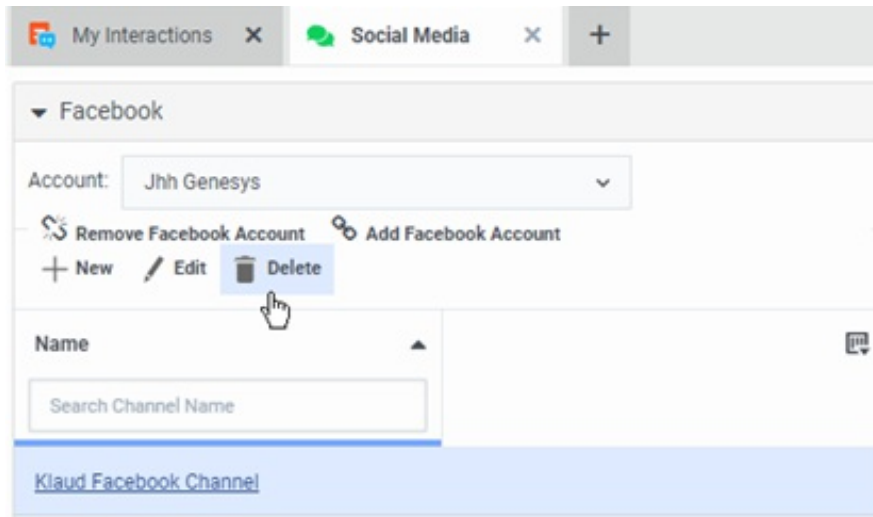 My Interactions Social Media
Facebook
Account: Jhh Genesys
Remove Facebook Account Add Facebook Account
New Edit Delete
Name
Search Channel Name
Klaud Facebook Channel